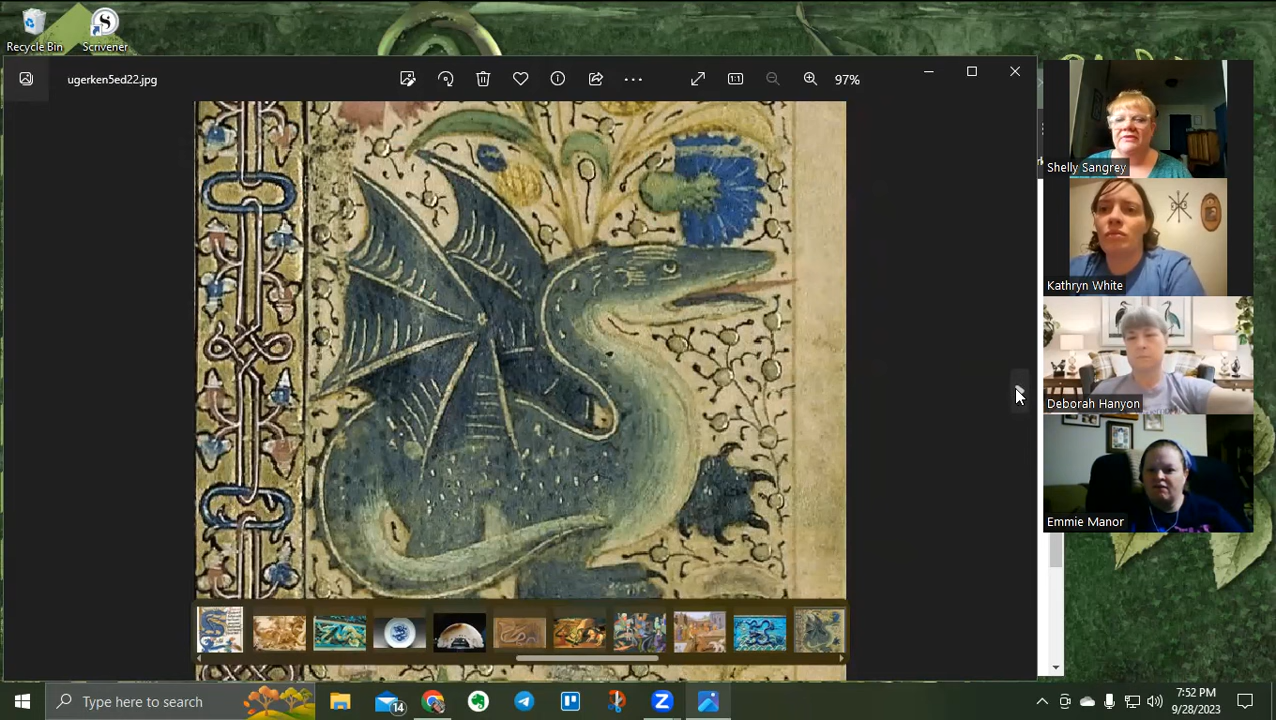 Recycle Bin
Scrivener
ugerken5ed22.jpg
97%
Shelly Sangrey
Kathryn White
Deborah Hanyon
Emmie Manor
Type here to search
14
7:52 PM
9/28/2023